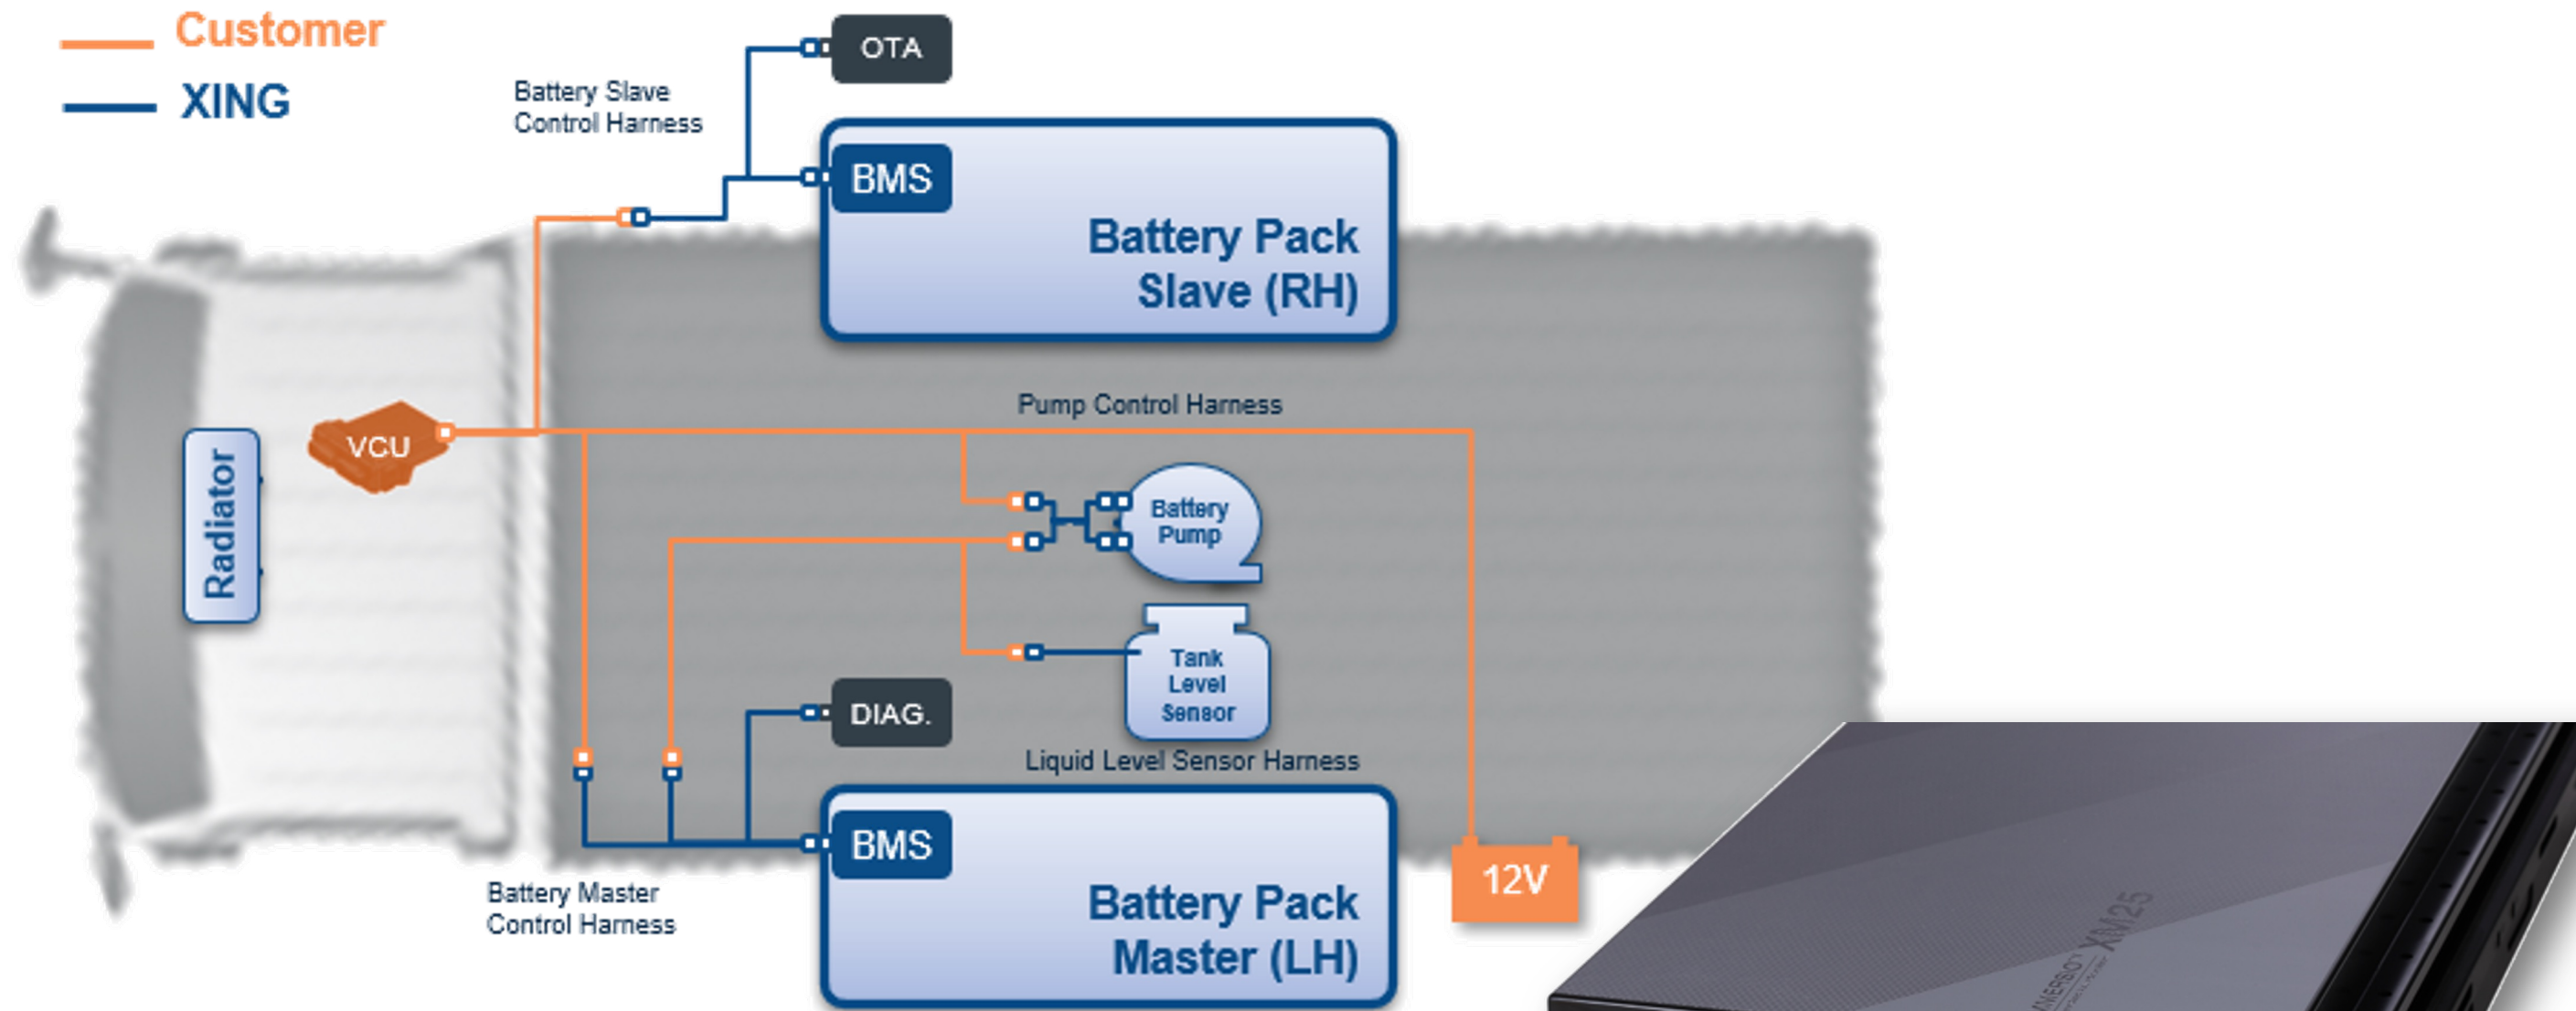 Customer
XING
OTA
Battery Slave
Control Harness
BMS
Battery Pack
Slave (RH)
Pump Control Harness
VCU
Radiator
Battery
Pump
Tank
Level
Sensor
DIAG.
Liquid Level Sensor Harness
BMS
12V
Battery Master
Control Harness
Battery Pack
Master (LH)
XM25